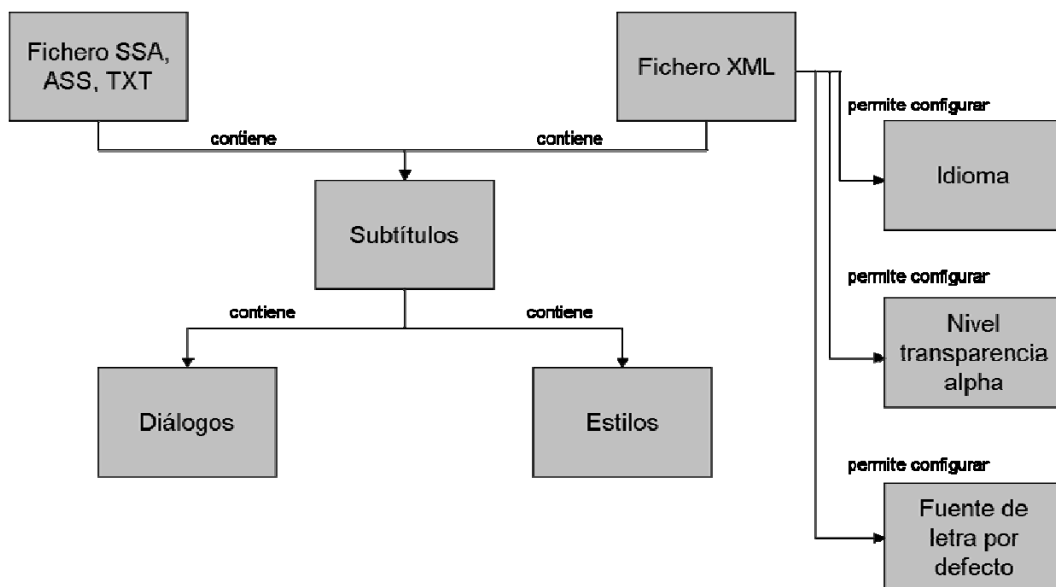 Fichero SSA,
ASS, TXT
Fichero XML
contiene
contiene
permite configurar
Idioma
Subtítulos
permite configurar
Nivel
transparencia
alpha
contiene
contiene
Diálogos
Estilos
permite configurar
Fuente de
letra por
defecto